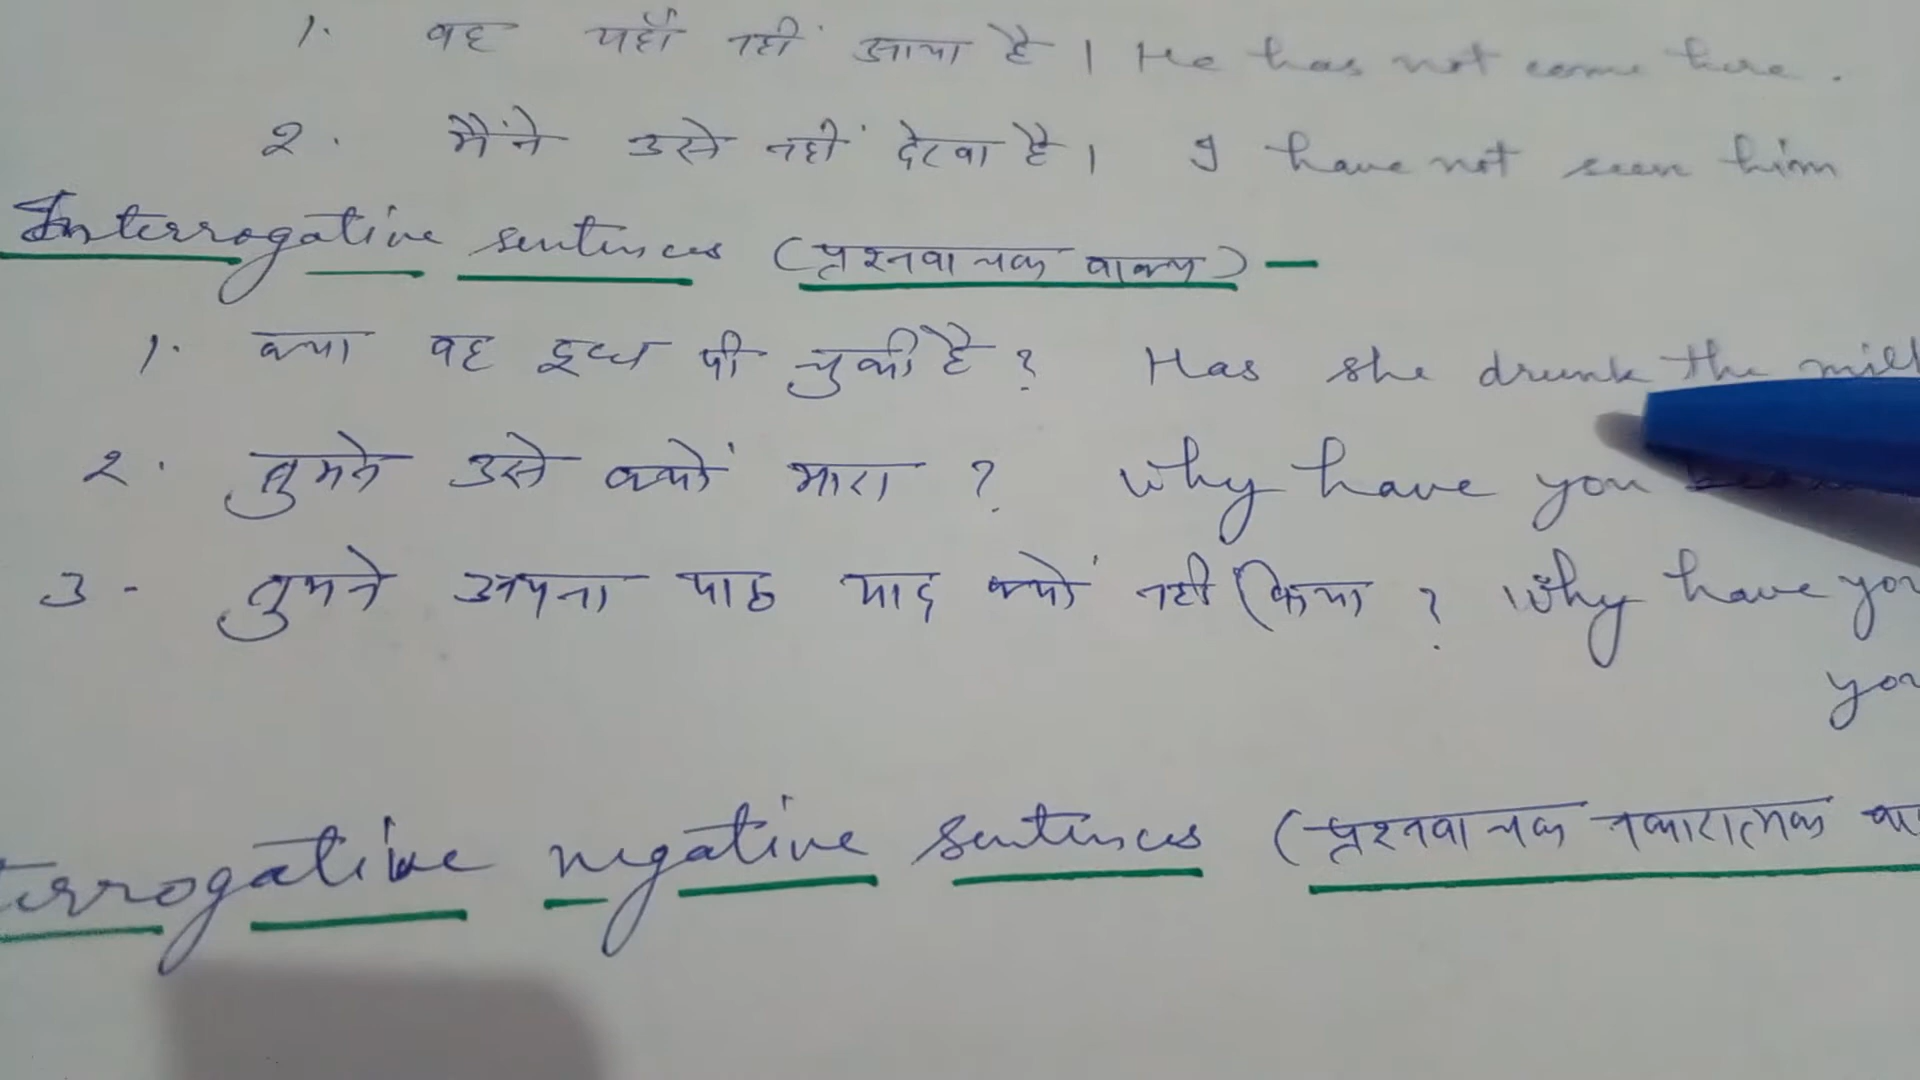 1. वह यहाँ नहीं आया है । He has not come here .
2. मैंने उसे नहीं देखा है । I have not seen him
Interrogative sentences (प्रश्नवाचक वाक्य) —
1. क्या वह दूध पी चुकी है ? Has she drunk the mil
2. तुमने उसे क्यों मारा ? Why have you
3 - तुमने अपना पाठ याद क्यों नहीं किया ? Why have you
you
errogative negative sentences (प्रश्नवाचक नकारात्मक वा